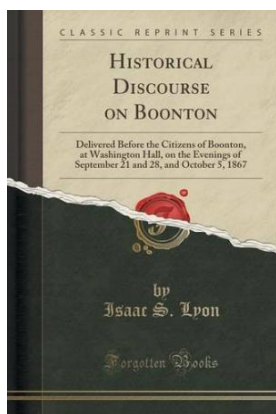 CLASSIC REPRINT SERIES
HISTORICAL
DISCOURSE
ON BOONTON
Delivered Before the Citizens of Boonton,
at Washington Hall, on the Evenings of
September 21 and 28, and October 5, 1867
by
Isaac S. Lyon
Forgotten Books